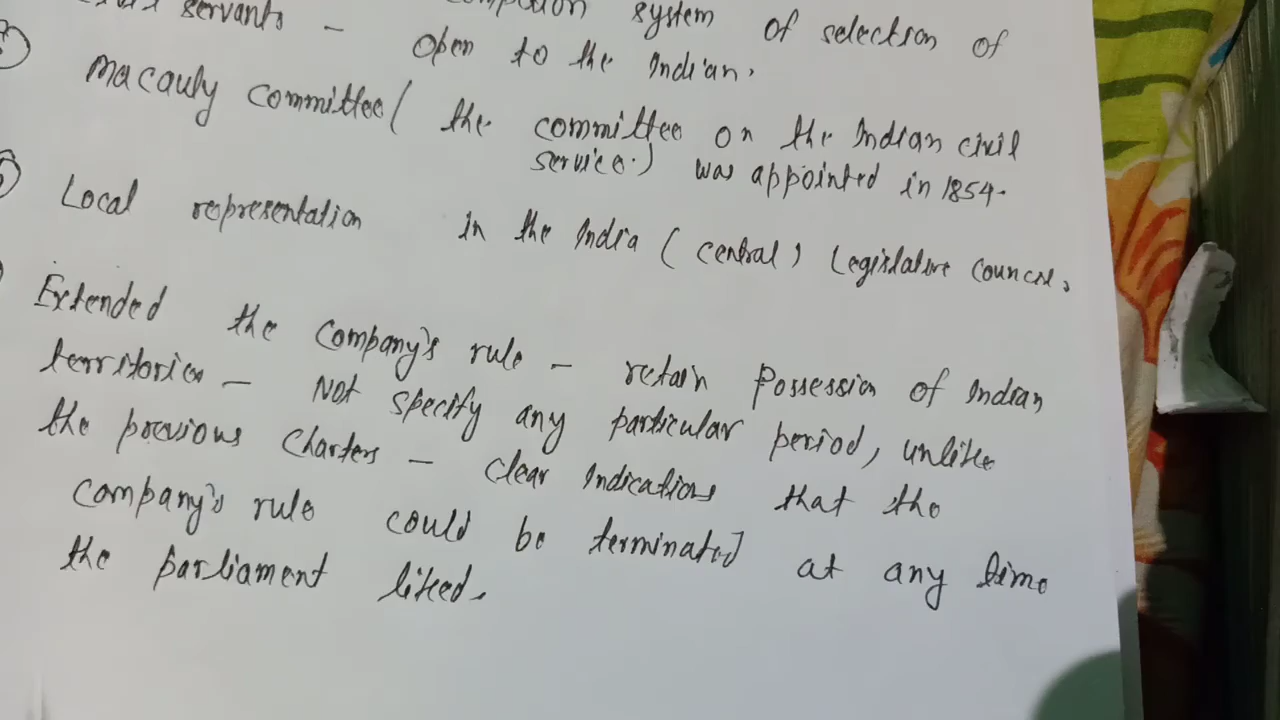 servants – system of selection of
open to the Indian.
Macauly committee ( the committee on the Indian civil
service.) was appointed in 1854.
Local representation in the India ( central ) Legislative council.
Extended the company's rule – retain possession of Indian
territories – Not specify any particular period, unlike
the previous charters – clear indications that the
company's rule could be terminated at any time
the parliament liked.